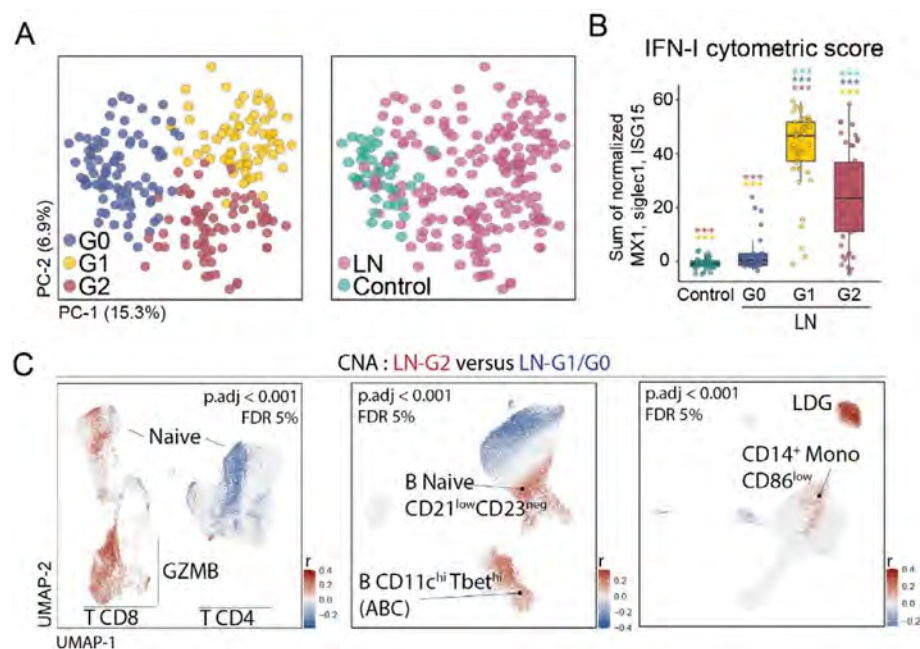 A
PC-2 (6.9%)
G0
G1
G2
PC-1 (15.3%)
LN
Control
B
IFN-I cytometric score
Sum of normalized
MX1, siglec1, ISG15
60
40
20
0
***
***
***
***
***
***
***
***
***
***
Control G0 G1 G2
LN
C
CNA : LN-G2 versus LN-G1/G0
p.adj < 0.001
FDR 5%
Naive
GZMB
T CD8
T CD4
r
0.4
0.2
0.0
−0.2
UMAP-2
UMAP-1
p.adj < 0.001
FDR 5%
B Naive
CD21lowCD23neg
B CD11chi Tbethi
(ABC)
r
0.2
0.0
−0.2
−0.4
p.adj < 0.001
FDR 5%
LDG
CD14+ Mono
CD86low
r
0.4
0.2
0.0
−0.2